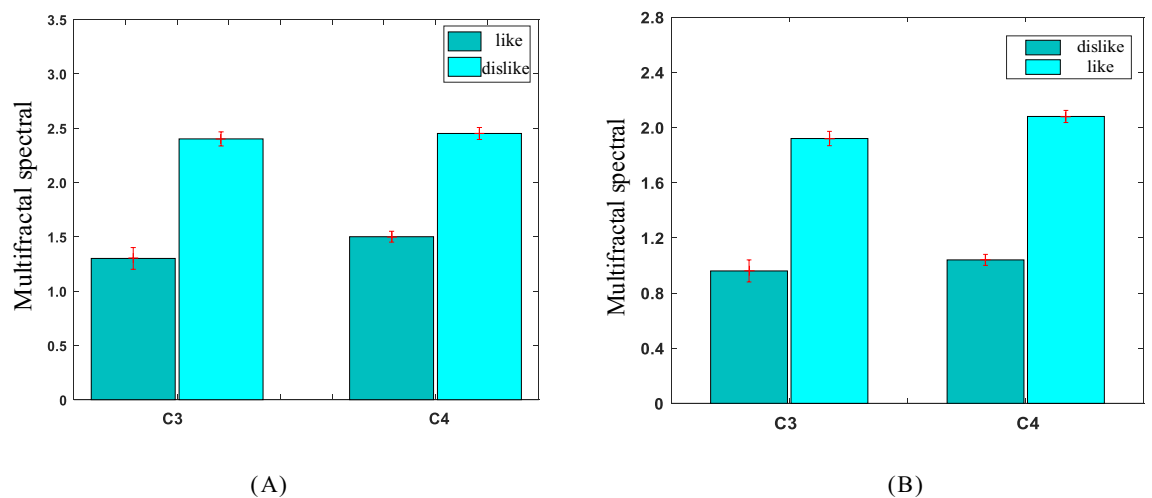 3.5
3.0
2.5
2.0
1.5
1.0
0.5
0
Multifractal spectral
like
dislike
C3
C4
(A)
2.8
2.4
2.0
1.6
1.2
0.8
0.4
0
Multifractal spectral
dislike
like
C3
C4
(B)